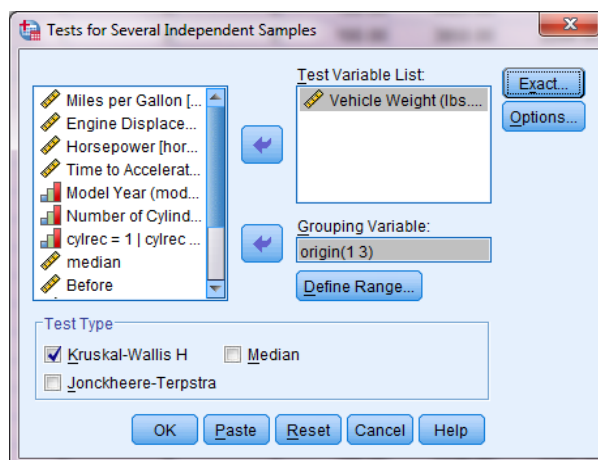 Tests for Several Independent Samples
Miles per Gallon [...
Engine Displace...
Horsepower [hor...
Time to Accelerat...
Model Year (mod...
Number of Cylind...
cylrec = 1 | cylrec ...
median
Before
Test Variable List:
Vehicle Weight (lbs....
Grouping Variable:
origin(1 3)
Define Range...
Exact...
Options...
Test Type
Kruskal-Wallis H
Median
Jonckheere-Terpstra
OK
Paste
Reset
Cancel
Help